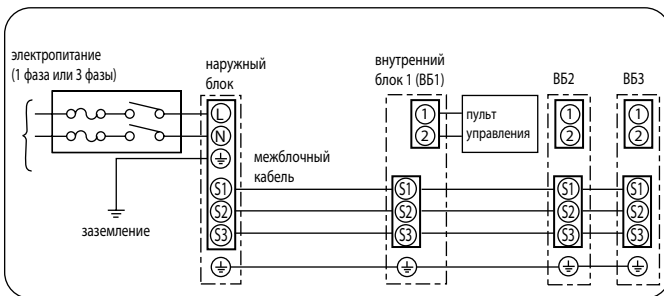 электропитание
(1 фаза или 3 фазы)
наружный
блок
внутренний
блок 1 (ВБ1)
ВБ2
ВБ3
L
N
1
2
пульт
управления
1
2
1
2
межблочный
кабель
заземление
S1
S2
S3
S1
S2
S3
S1
S2
S3
S1
S2
S3